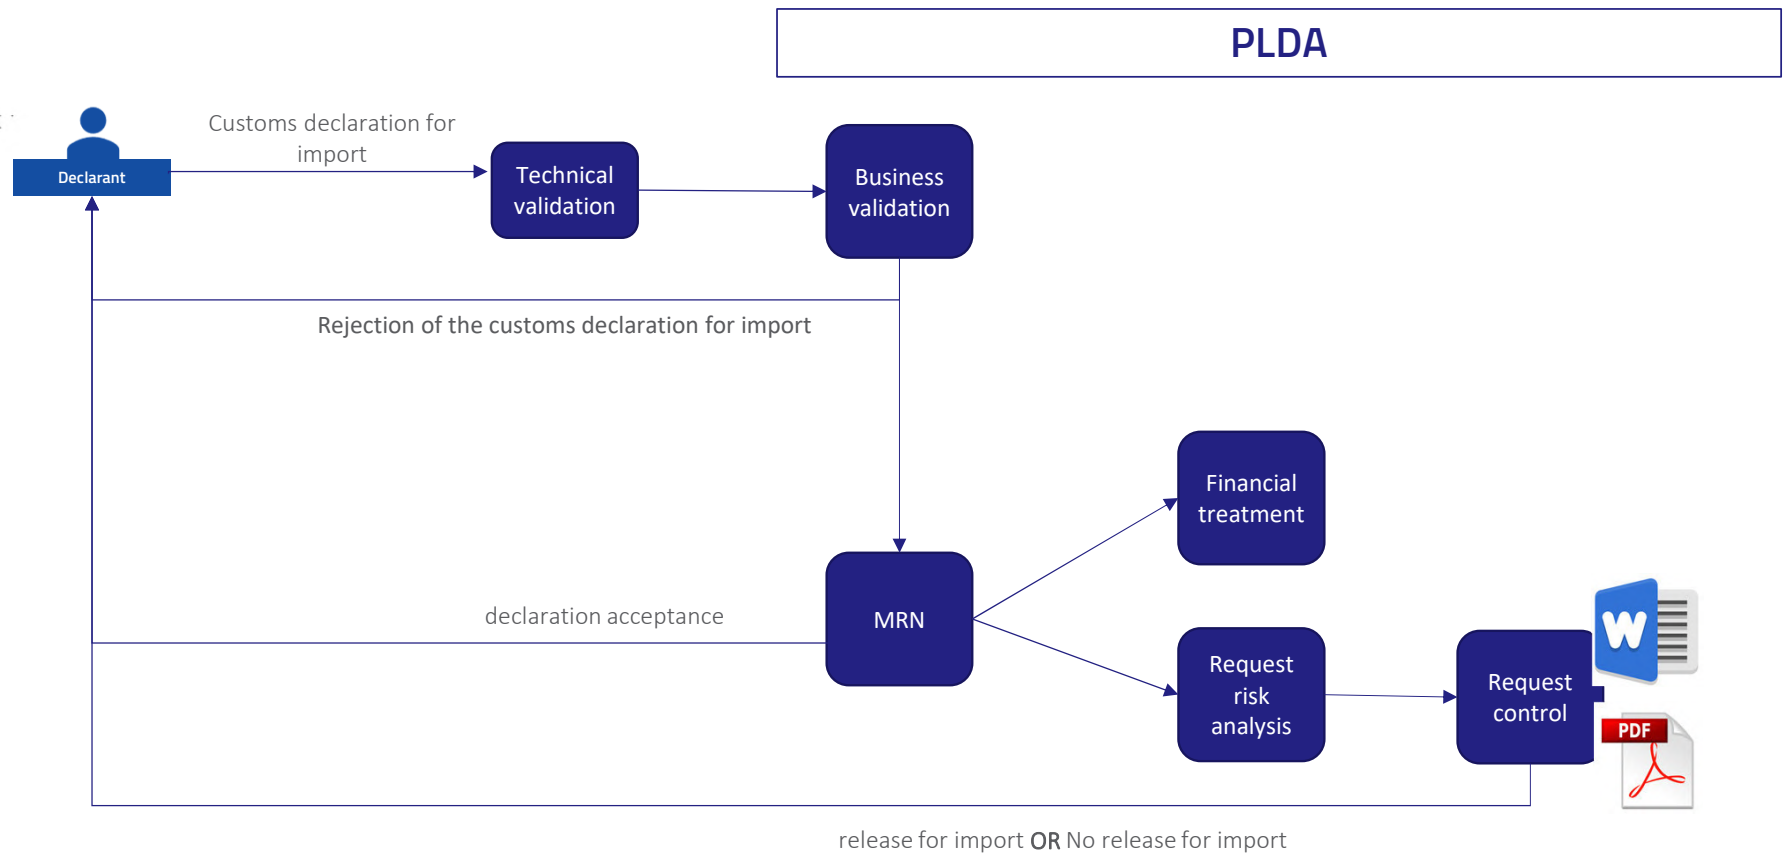 PLDA
Customs declaration for
import
Declarant
Technical
validation
Business
validation
Rejection of the customs declaration for import
Financial
treatment
declaration acceptance
MRN
Request
risk
analysis
Request
control
W
PDF
release for import OR No release for import